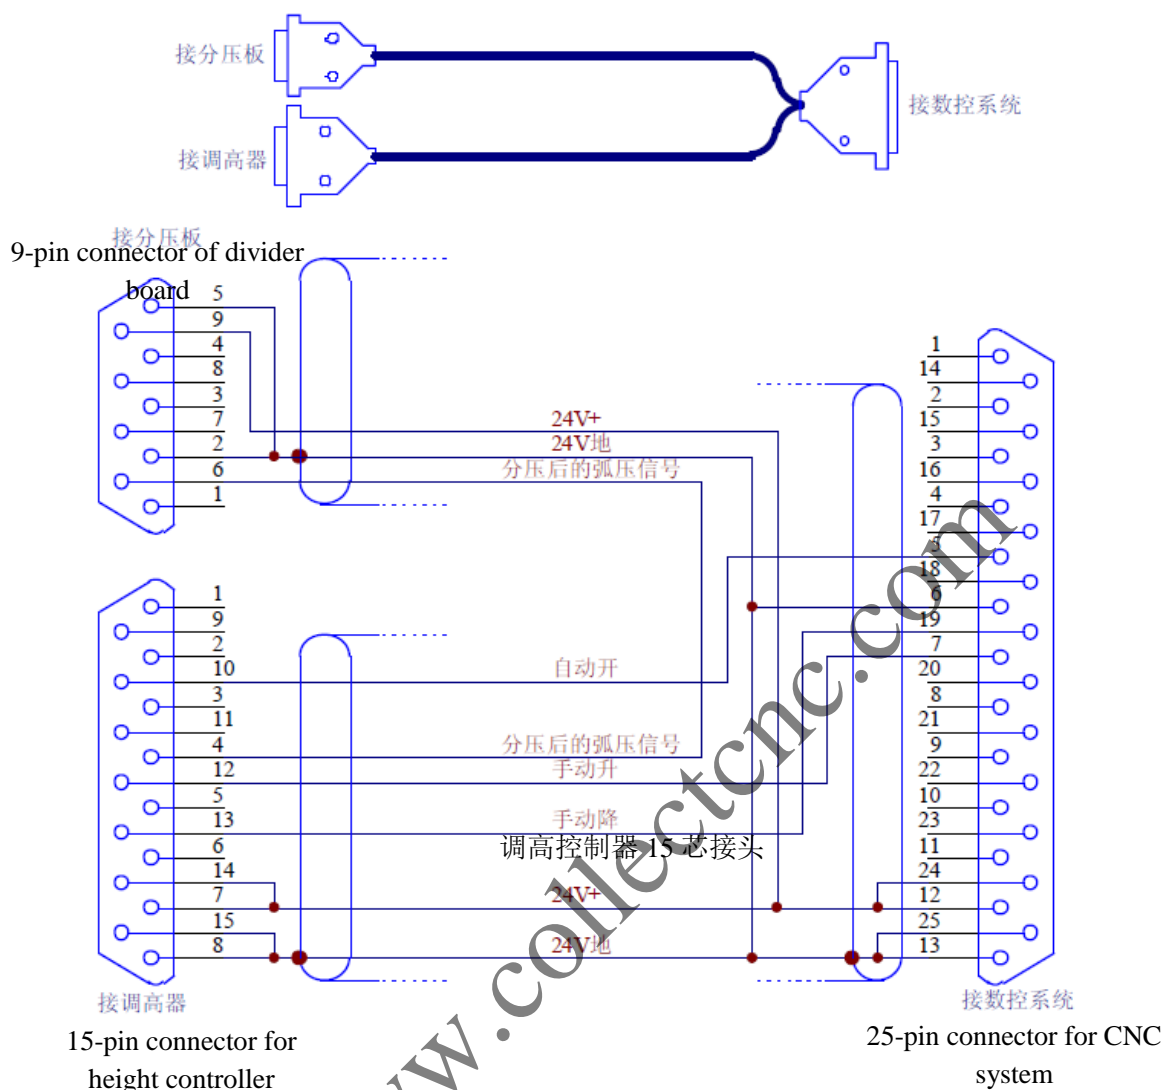 接分压板
接数控系统
接调高器
接分压板
9-pin connector of divider
board
5
9
4
8
3
7
2
6
1
24V+
24V地
分压后的弧压信号
1
14
2
15
3
16
4
17
5
18
6
19
7
20
8
21
9
22
10
23
11
24
12
25
13
1
9
2
10
3
11
4
12
5
13
6
14
7
15
8
自动开
分压后的弧压信号
手动升
手动降
调高控制器 15 芯接头
24V+
24V地
接调高器
接数控系统
15-pin connector for
height controller
25-pin connector for CNC
system
www.collectcnc.com